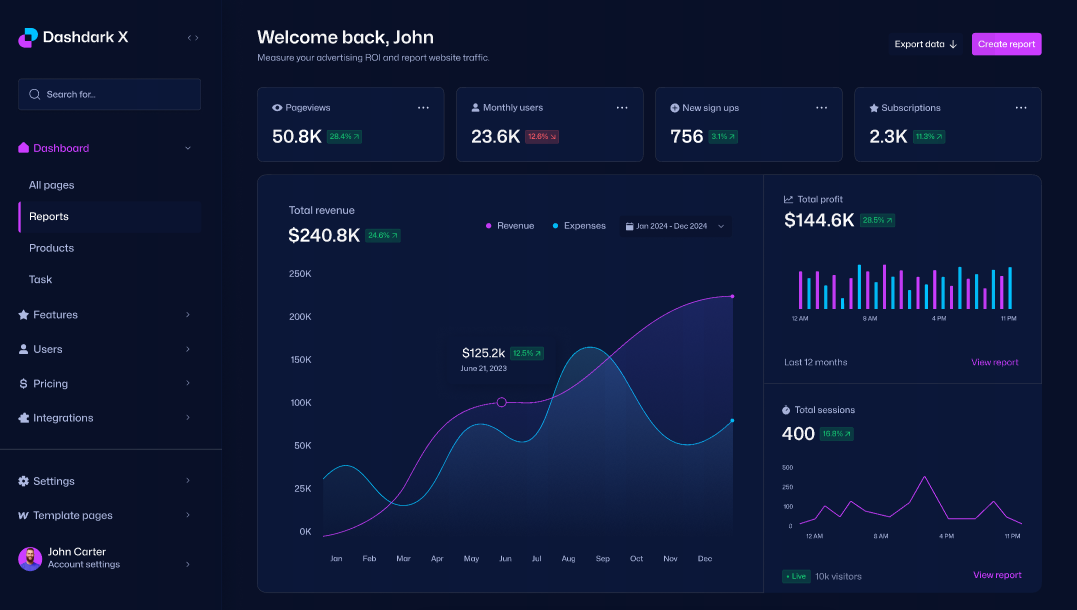 Dashdark X
Search for...
Dashboard
All pages
Reports
Products
Task
Features
Users
Pricing
Integrations
Settings
Template pages
John Carter
Account settings
Welcome back, John
Measure your advertising ROI and report website traffic.
Export data
Create report
Pageviews
50.8K 28.4%
Monthly users
23.6K 12.6%
New sign ups
756 3.1%
Subscriptions
2.3K 11.3%
Total revenue
$240.8K 24.6%
Revenue Expenses Jan 2024 - Dec 2024
250K
200K
150K
100K
50K
25K
0K
$125.2k 12.5%
June 21, 2023
Jan Feb Mar Apr May Jun Jul Aug Sep Oct Nov Dec
Total profit
$144.6K 28.5%
12 AM 8 AM 4 PM 11 PM
Last 12 months View report
Total sessions
400 16.8%
500
250
100
0
12 AM 8 AM 4 PM 11 PM
Live 10k visitors View report